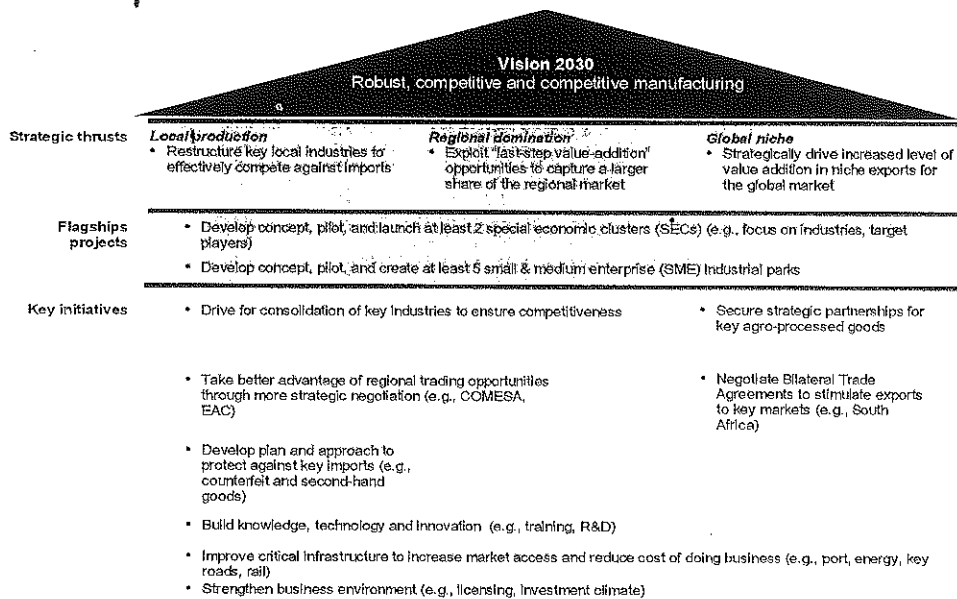 Vision 2030
Robust, competitive and competitive manufacturing
Strategic thrusts
Local production
• Restructure key local industries to
effectively compete against imports
Regional domination
• Exploit "last-step value-addition"
opportunities to capture a larger
share of the regional market
Global niche
• Strategically drive increased level of
value addition in niche exports for
the global market
Flagships
projects
• Develop concept, pilot, and launch at least 2 special economic clusters (SECs) (e.g., focus on industries, target
players)
• Develop concept, pilot, and create at least 5 small & medium enterprise (SME) Industrial parks
Key initiatives
• Drive for consolidation of key industries to ensure competitiveness
• Secure strategic partnerships for
key agro-processed goods
• Take better advantage of regional trading opportunities
through more strategic negotiation (e.g., COMESA,
EAC)
• Negotiate Bilateral Trade
Agreements to stimulate exports
to key markets (e.g., South
Africa)
• Develop plan and approach to
protect against key imports (e.g.,
counterfeit and second-hand
goods)
• Build knowledge, technology and innovation (e.g., training, R&D)
• Improve critical infrastructure to increase market access and reduce cost of doing business (e.g., port, energy, key
roads, rail)
• Strengthen business environment (e.g., licensing, investment climate)